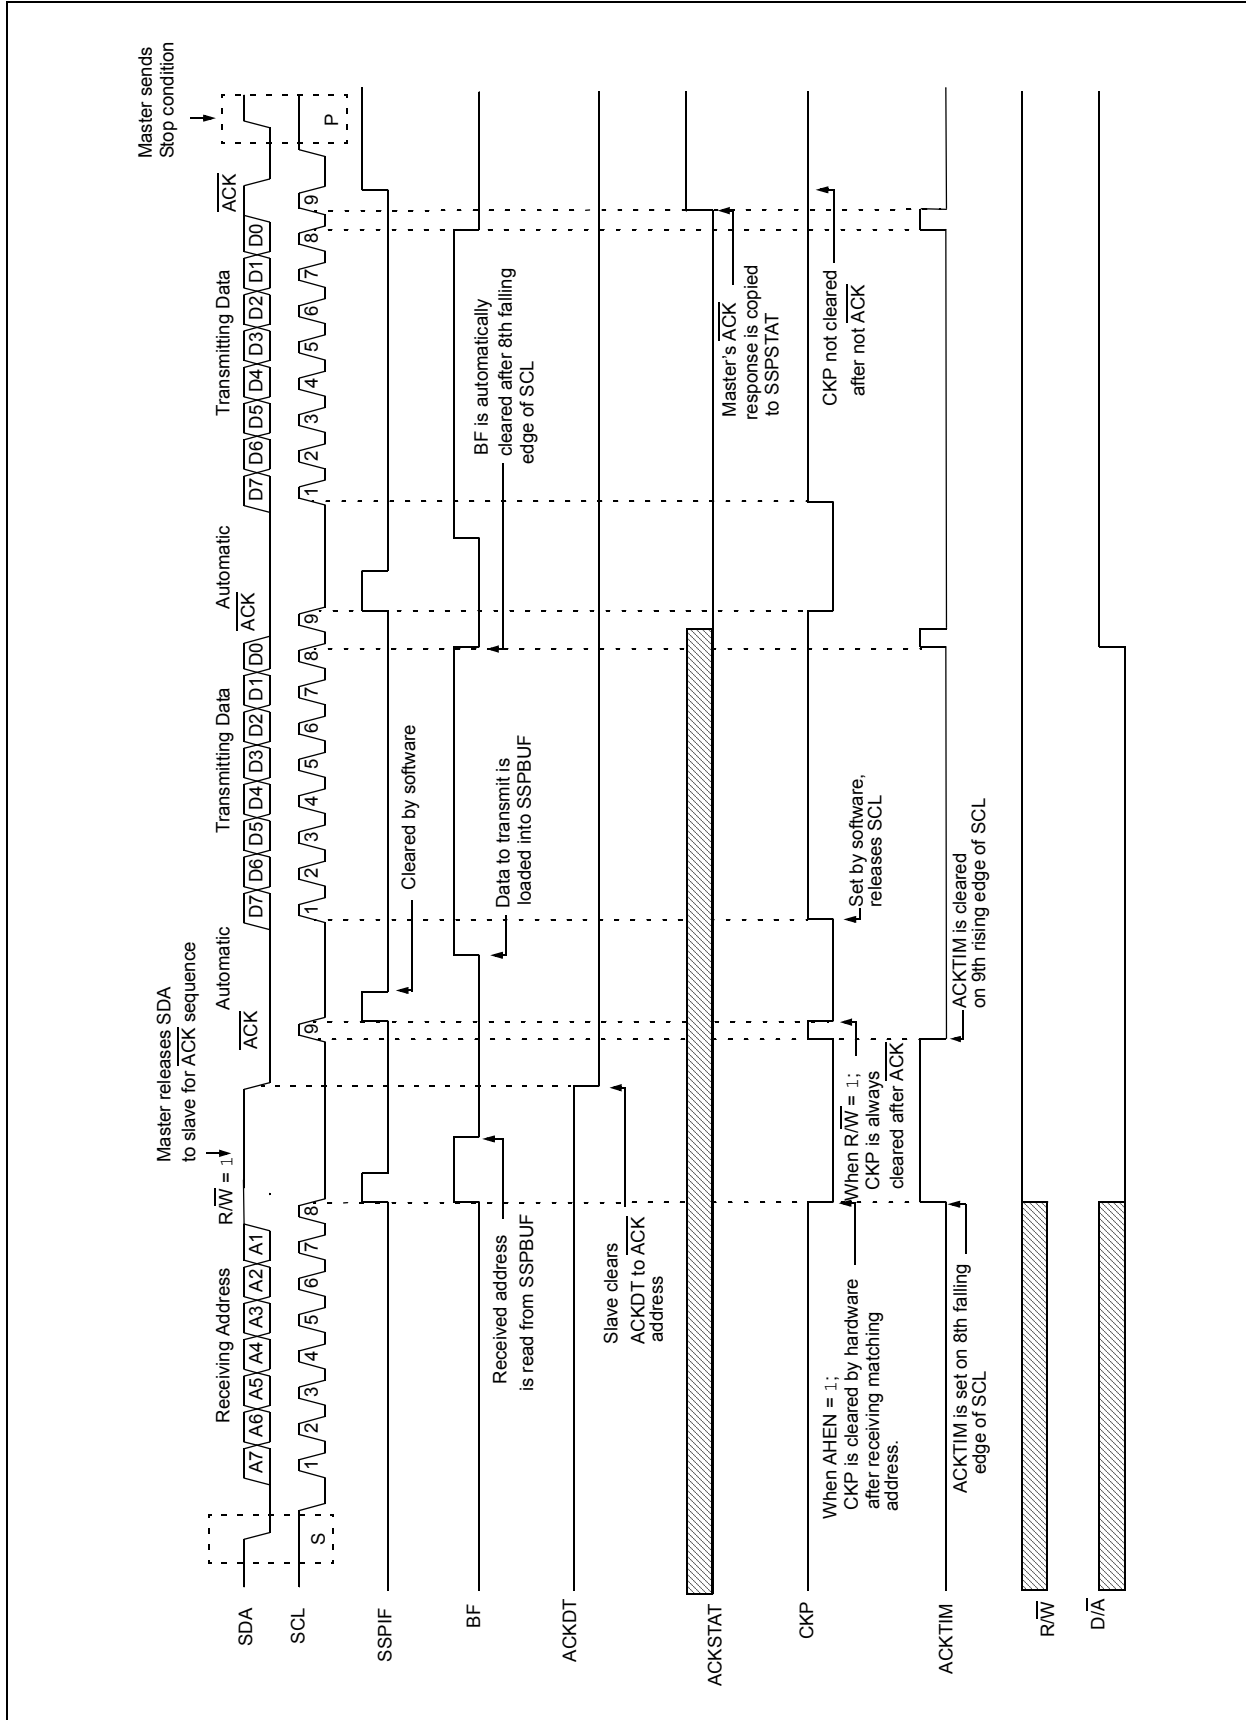 Master sends
Stop condition
Master releases SDA
to slave for ACK sequence
Receiving Address
R/W = 1
ACK
Automatic
Transmitting Data
ACK
Automatic
Transmitting Data
ACK
SDA
A7 A6 A5 A4 A3 A2 A1
D7 D6 D5 D4 D3 D2 D1 D0
D7 D6 D5 D4 D3 D2 D1 D0
SCL
S
1 2 3 4 5 6 7 8 9
1 2 3 4 5 6 7 8 9
1 2 3 4 5 6 7 8 9
P
SSPIF
Cleared by software
BF
Received address
is read from SSPBUF
Data to transmit is
loaded into SSPBUF
BF is automatically
cleared after 8th falling
edge of SCL
ACKDT
Slave clears
ACKDT to ACK
address
ACKSTAT
Master's ACK
response is copied
to SSPSTAT
CKP
When AHEN = 1;
CKP is cleared by hardware
after receiving matching
address.
When R/W = 1;
CKP is always
cleared after ACK
Set by software,
releases SCL
CKP not cleared
after not ACK
ACKTIM
ACKTIM is set on 8th falling
edge of SCL
ACKTIM is cleared
on 9th rising edge of SCL
R/W
D/A